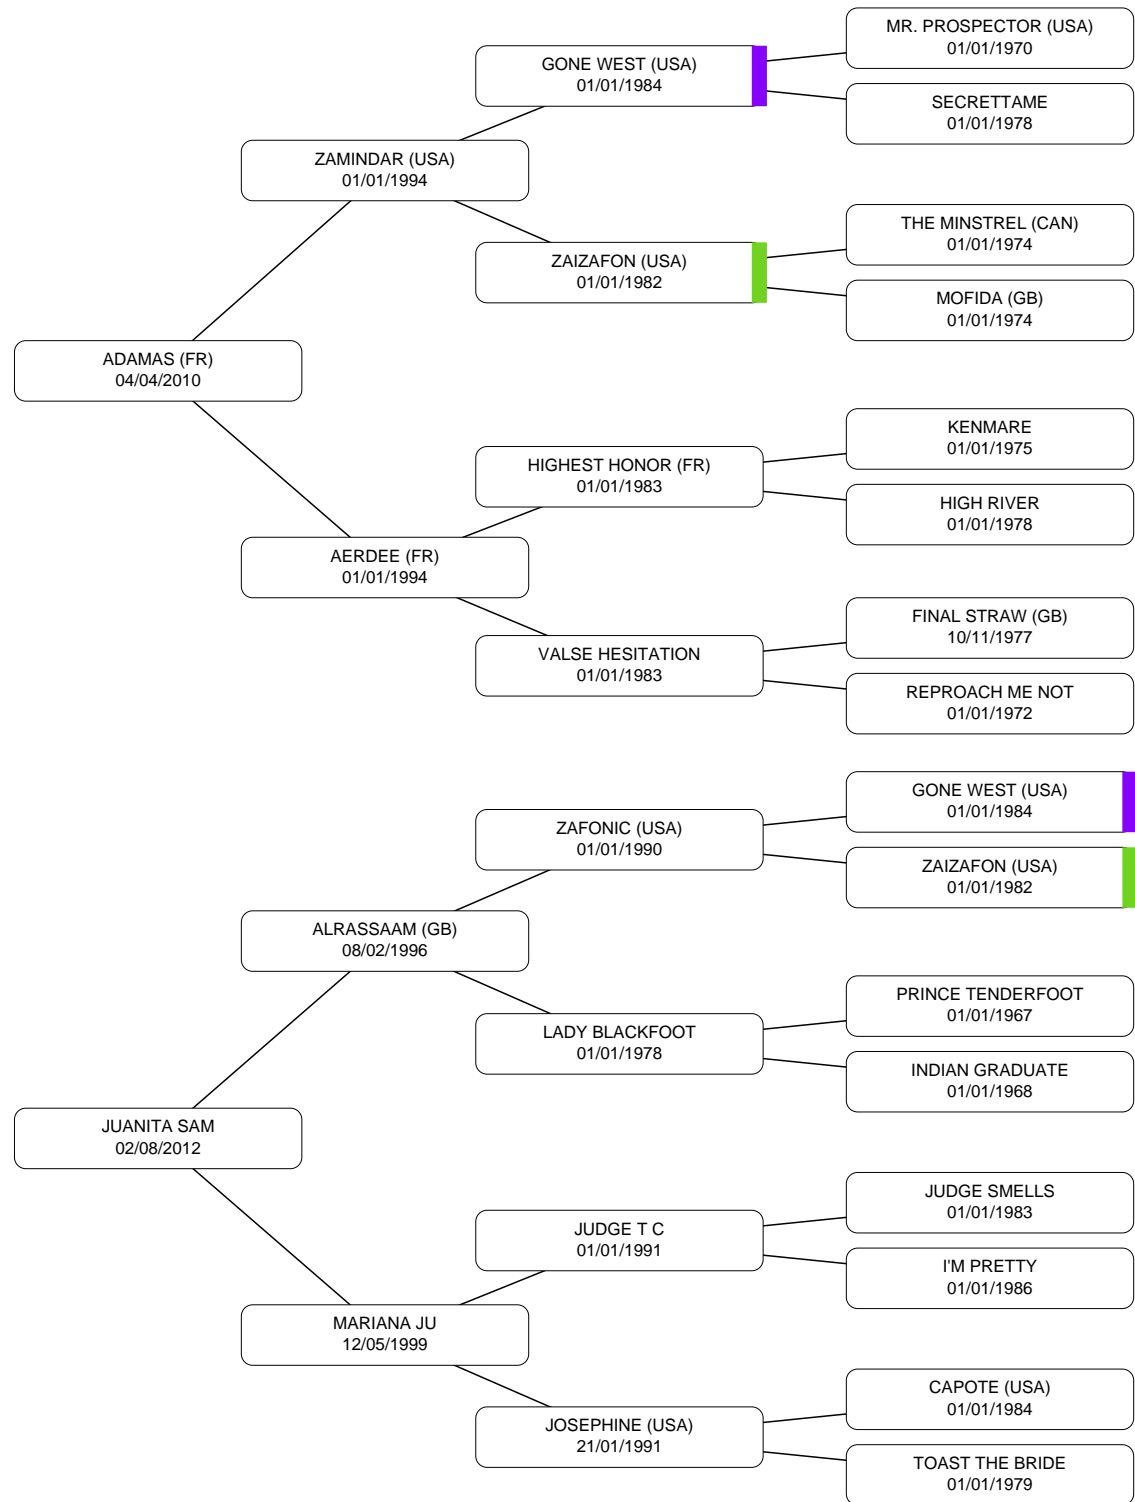 MR. PROSPECTOR (USA)
01/01/1970
GONE WEST (USA)
01/01/1984
SECRETTAME
01/01/1978
ZAMINDAR (USA)
01/01/1994
THE MINSTREL (CAN)
01/01/1974
ZAIZAFON (USA)
01/01/1982
MOFIDA (GB)
01/01/1974
ADAMAS (FR)
04/04/2010
KENMARE
01/01/1975
HIGHEST HONOR (FR)
01/01/1983
HIGH RIVER
01/01/1978
AERDEE (FR)
01/01/1994
FINAL STRAW (GB)
10/11/1977
VALSE HESITATION
01/01/1983
REPROACH ME NOT
01/01/1972
GONE WEST (USA)
01/01/1984
ZAFONIC (USA)
01/01/1990
ZAIZAFON (USA)
01/01/1982
ALRASSAAM (GB)
08/02/1996
PRINCE TENDERFOOT
01/01/1967
LADY BLACKFOOT
01/01/1978
INDIAN GRADUATE
01/01/1968
JUANITA SAM
02/08/2012
JUDGE SMELLS
01/01/1983
JUDGE T C
01/01/1991
I'M PRETTY
01/01/1986
MARIANA JU
12/05/1999
CAPOTE (USA)
01/01/1984
JOSEPHINE (USA)
21/01/1991
TOAST THE BRIDE
01/01/1979